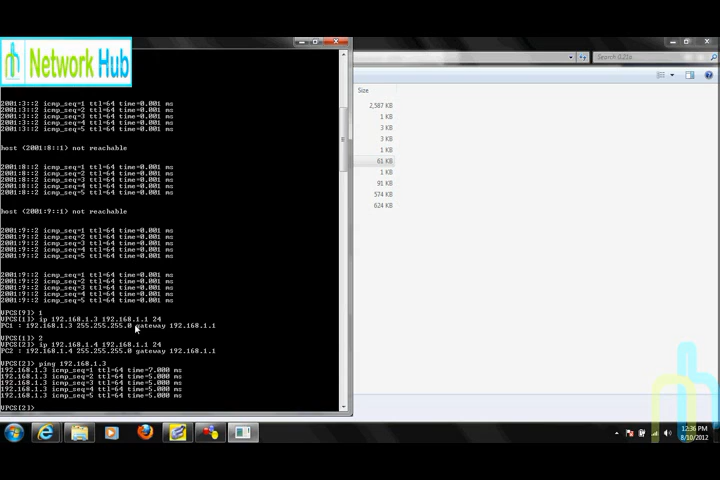 Network Hub
2001:3::2 icmp_seq=1 ttl=64 time=0.001 ms
2001:3::2 icmp_seq=2 ttl=64 time=0.001 ms
2001:3::2 icmp_seq=3 ttl=64 time=0.001 ms
2001:3::2 icmp_seq=4 ttl=64 time=0.001 ms
2001:3::2 icmp_seq=5 ttl=64 time=0.001 ms
host (2001:8::1) not reachable
2001:8::2 icmp_seq=1 ttl=64 time=0.001 ms
2001:8::2 icmp_seq=2 ttl=64 time=0.001 ms
2001:8::2 icmp_seq=3 ttl=64 time=0.001 ms
2001:8::2 icmp_seq=4 ttl=64 time=0.001 ms
2001:8::2 icmp_seq=5 ttl=64 time=0.001 ms
host (2001:9::1) not reachable
2001:9::2 icmp_seq=1 ttl=64 time=0.001 ms
2001:9::2 icmp_seq=2 ttl=64 time=0.001 ms
2001:9::2 icmp_seq=3 ttl=64 time=0.001 ms
2001:9::2 icmp_seq=4 ttl=64 time=0.001 ms
2001:9::2 icmp_seq=5 ttl=64 time=0.001 ms
2001:9::2 icmp_seq=1 ttl=64 time=0.001 ms
2001:9::2 icmp_seq=2 ttl=64 time=0.001 ms
2001:9::2 icmp_seq=3 ttl=64 time=0.001 ms
2001:9::2 icmp_seq=4 ttl=64 time=0.001 ms
2001:9::2 icmp_seq=5 ttl=64 time=0.001 ms
VPCS[9]> 1
VPCS[1]> ip 192.168.1.3 192.168.1.1 24
PC1 : 192.168.1.3 255.255.255.0 gateway 192.168.1.1
VPCS[1]> 2
VPCS[2]> ip 192.168.1.4 192.168.1.1 24
PC2 : 192.168.1.4 255.255.255.0 gateway 192.168.1.1
VPCS[2]> ping 192.168.1.3
192.168.1.3 icmp_seq=1 ttl=64 time=7.000 ms
192.168.1.3 icmp_seq=2 ttl=64 time=5.000 ms
192.168.1.3 icmp_seq=3 ttl=64 time=5.000 ms
192.168.1.3 icmp_seq=4 ttl=64 time=5.000 ms
192.168.1.3 icmp_seq=5 ttl=64 time=5.000 ms
VPCS[2]>
Search 0.21e
Size
2,587 KB
1 KB
3 KB
3 KB
1 KB
61 KB
1 KB
91 KB
574 KB
624 KB
12:36 PM
8/10/2012